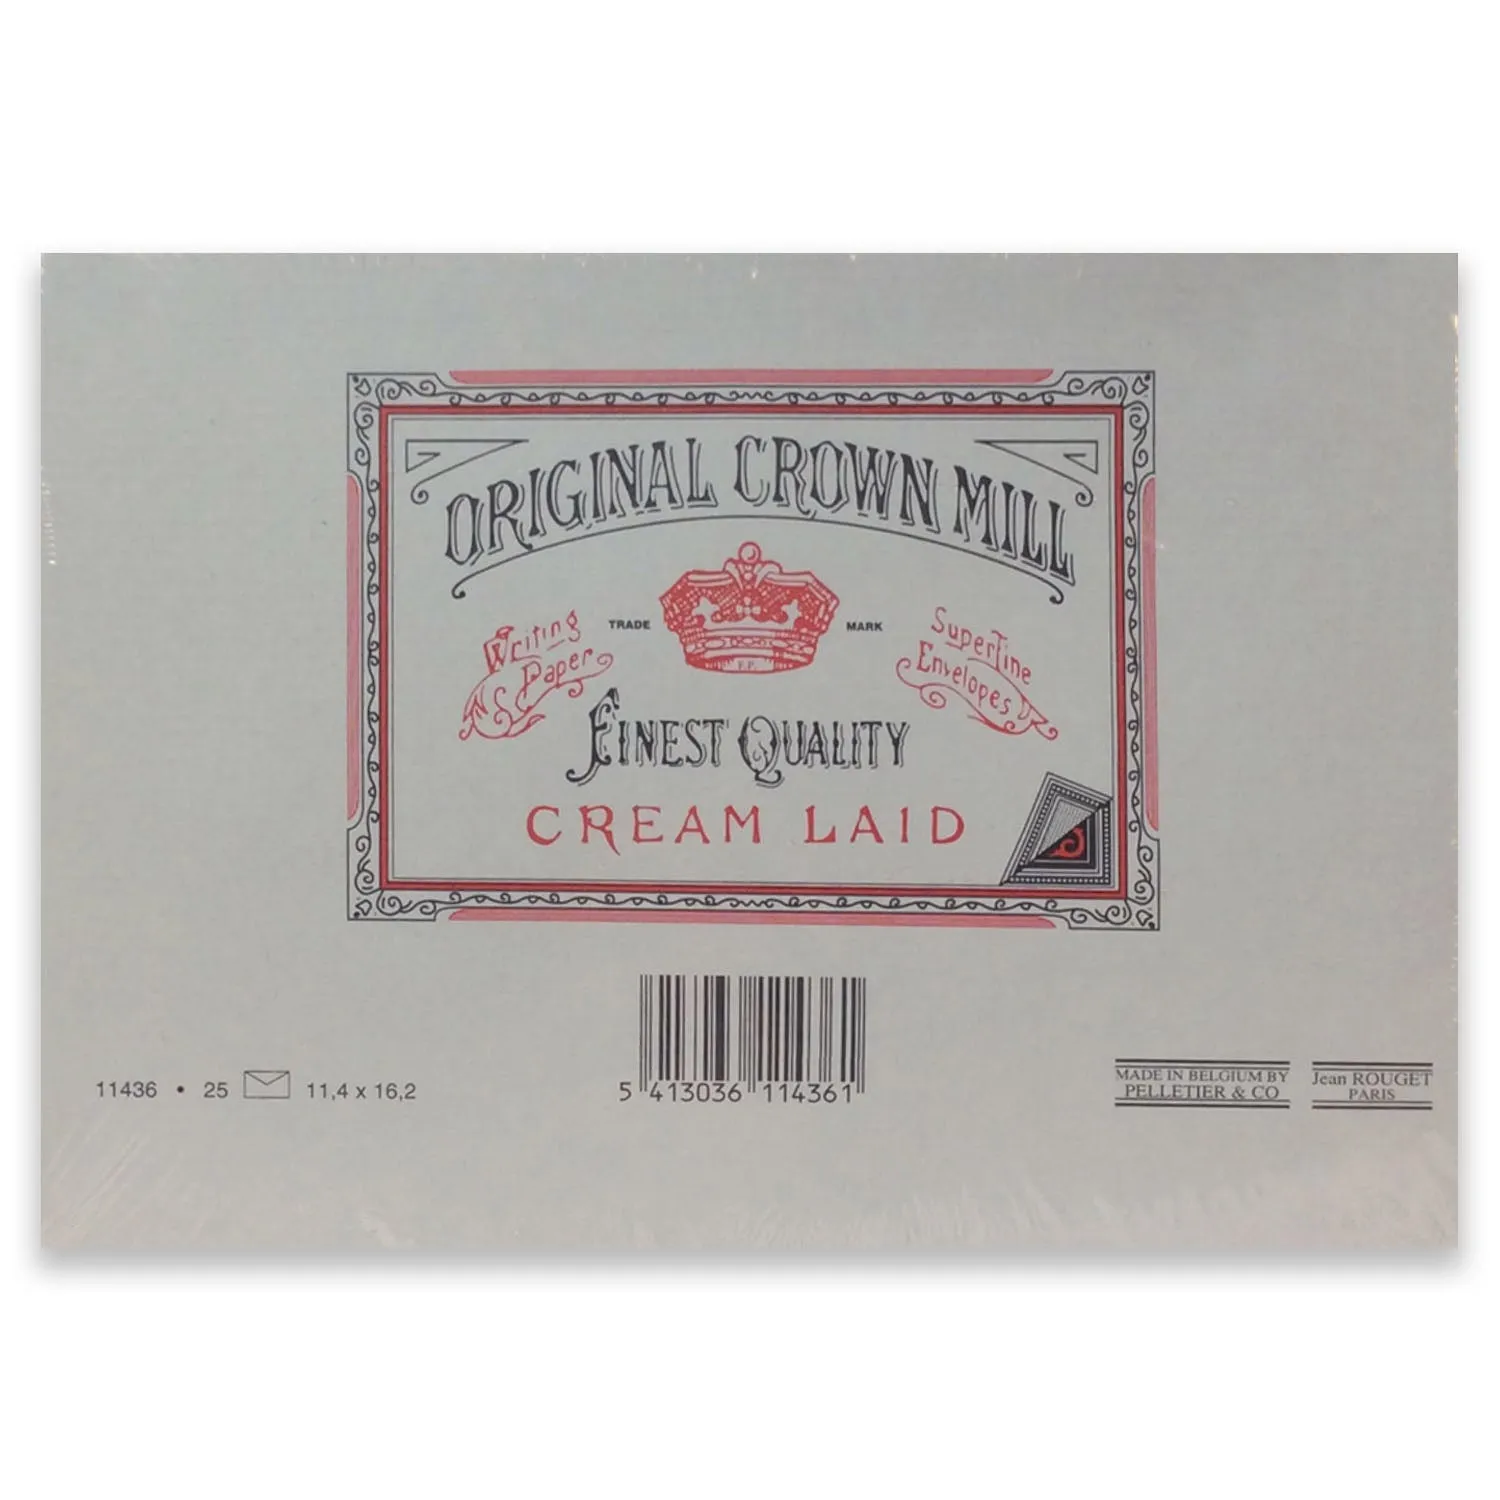 ORIGINAL CROWN MILL
TRADE MARK
F.P.
Writing
Paper
Superfine
Envelopes
FINEST QUALITY
CREAM LAID
11436 • 25 11,4 x 16,2
5 413036 114361
MADE IN BELGIUM BY
PELLETIER & CO
Jean ROUGET
PARIS